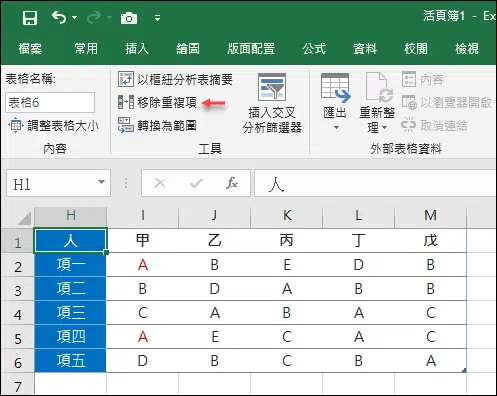 活頁簿1 - Ex
檔案 常用 插入 繪圖 版面配置 公式 資料 校閱 檢視
表格名稱:
表格6
調整表格大小
內容
以樞紐分析表摘要
移除重複項
轉換為範圍
插入交叉
分析篩選器
工具
匯出
重新整
理
內容
以瀏覽器開啟
取消連結
外部表格資料
H1 fx 人
H I J K L M
1 人 甲 乙 丙 丁 戊
2 項一 A B E D B
3 項二 B D A B B
4 項三 C A B A C
5 項四 A E C A C
6 項五 D B C B A
7